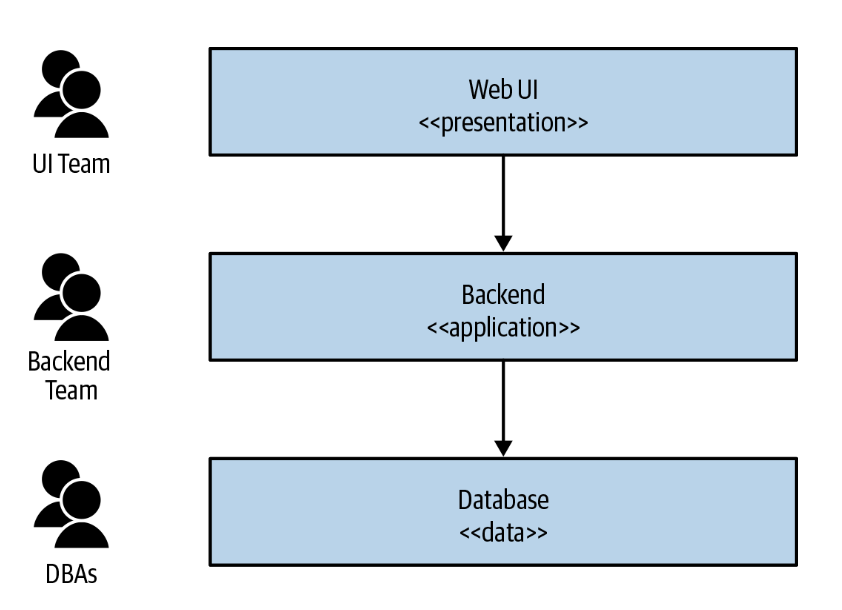 Web UI
<<presentation>>
UI Team
Backend
<<application>>
Backend
Team
Database
<<data>>
DBAs